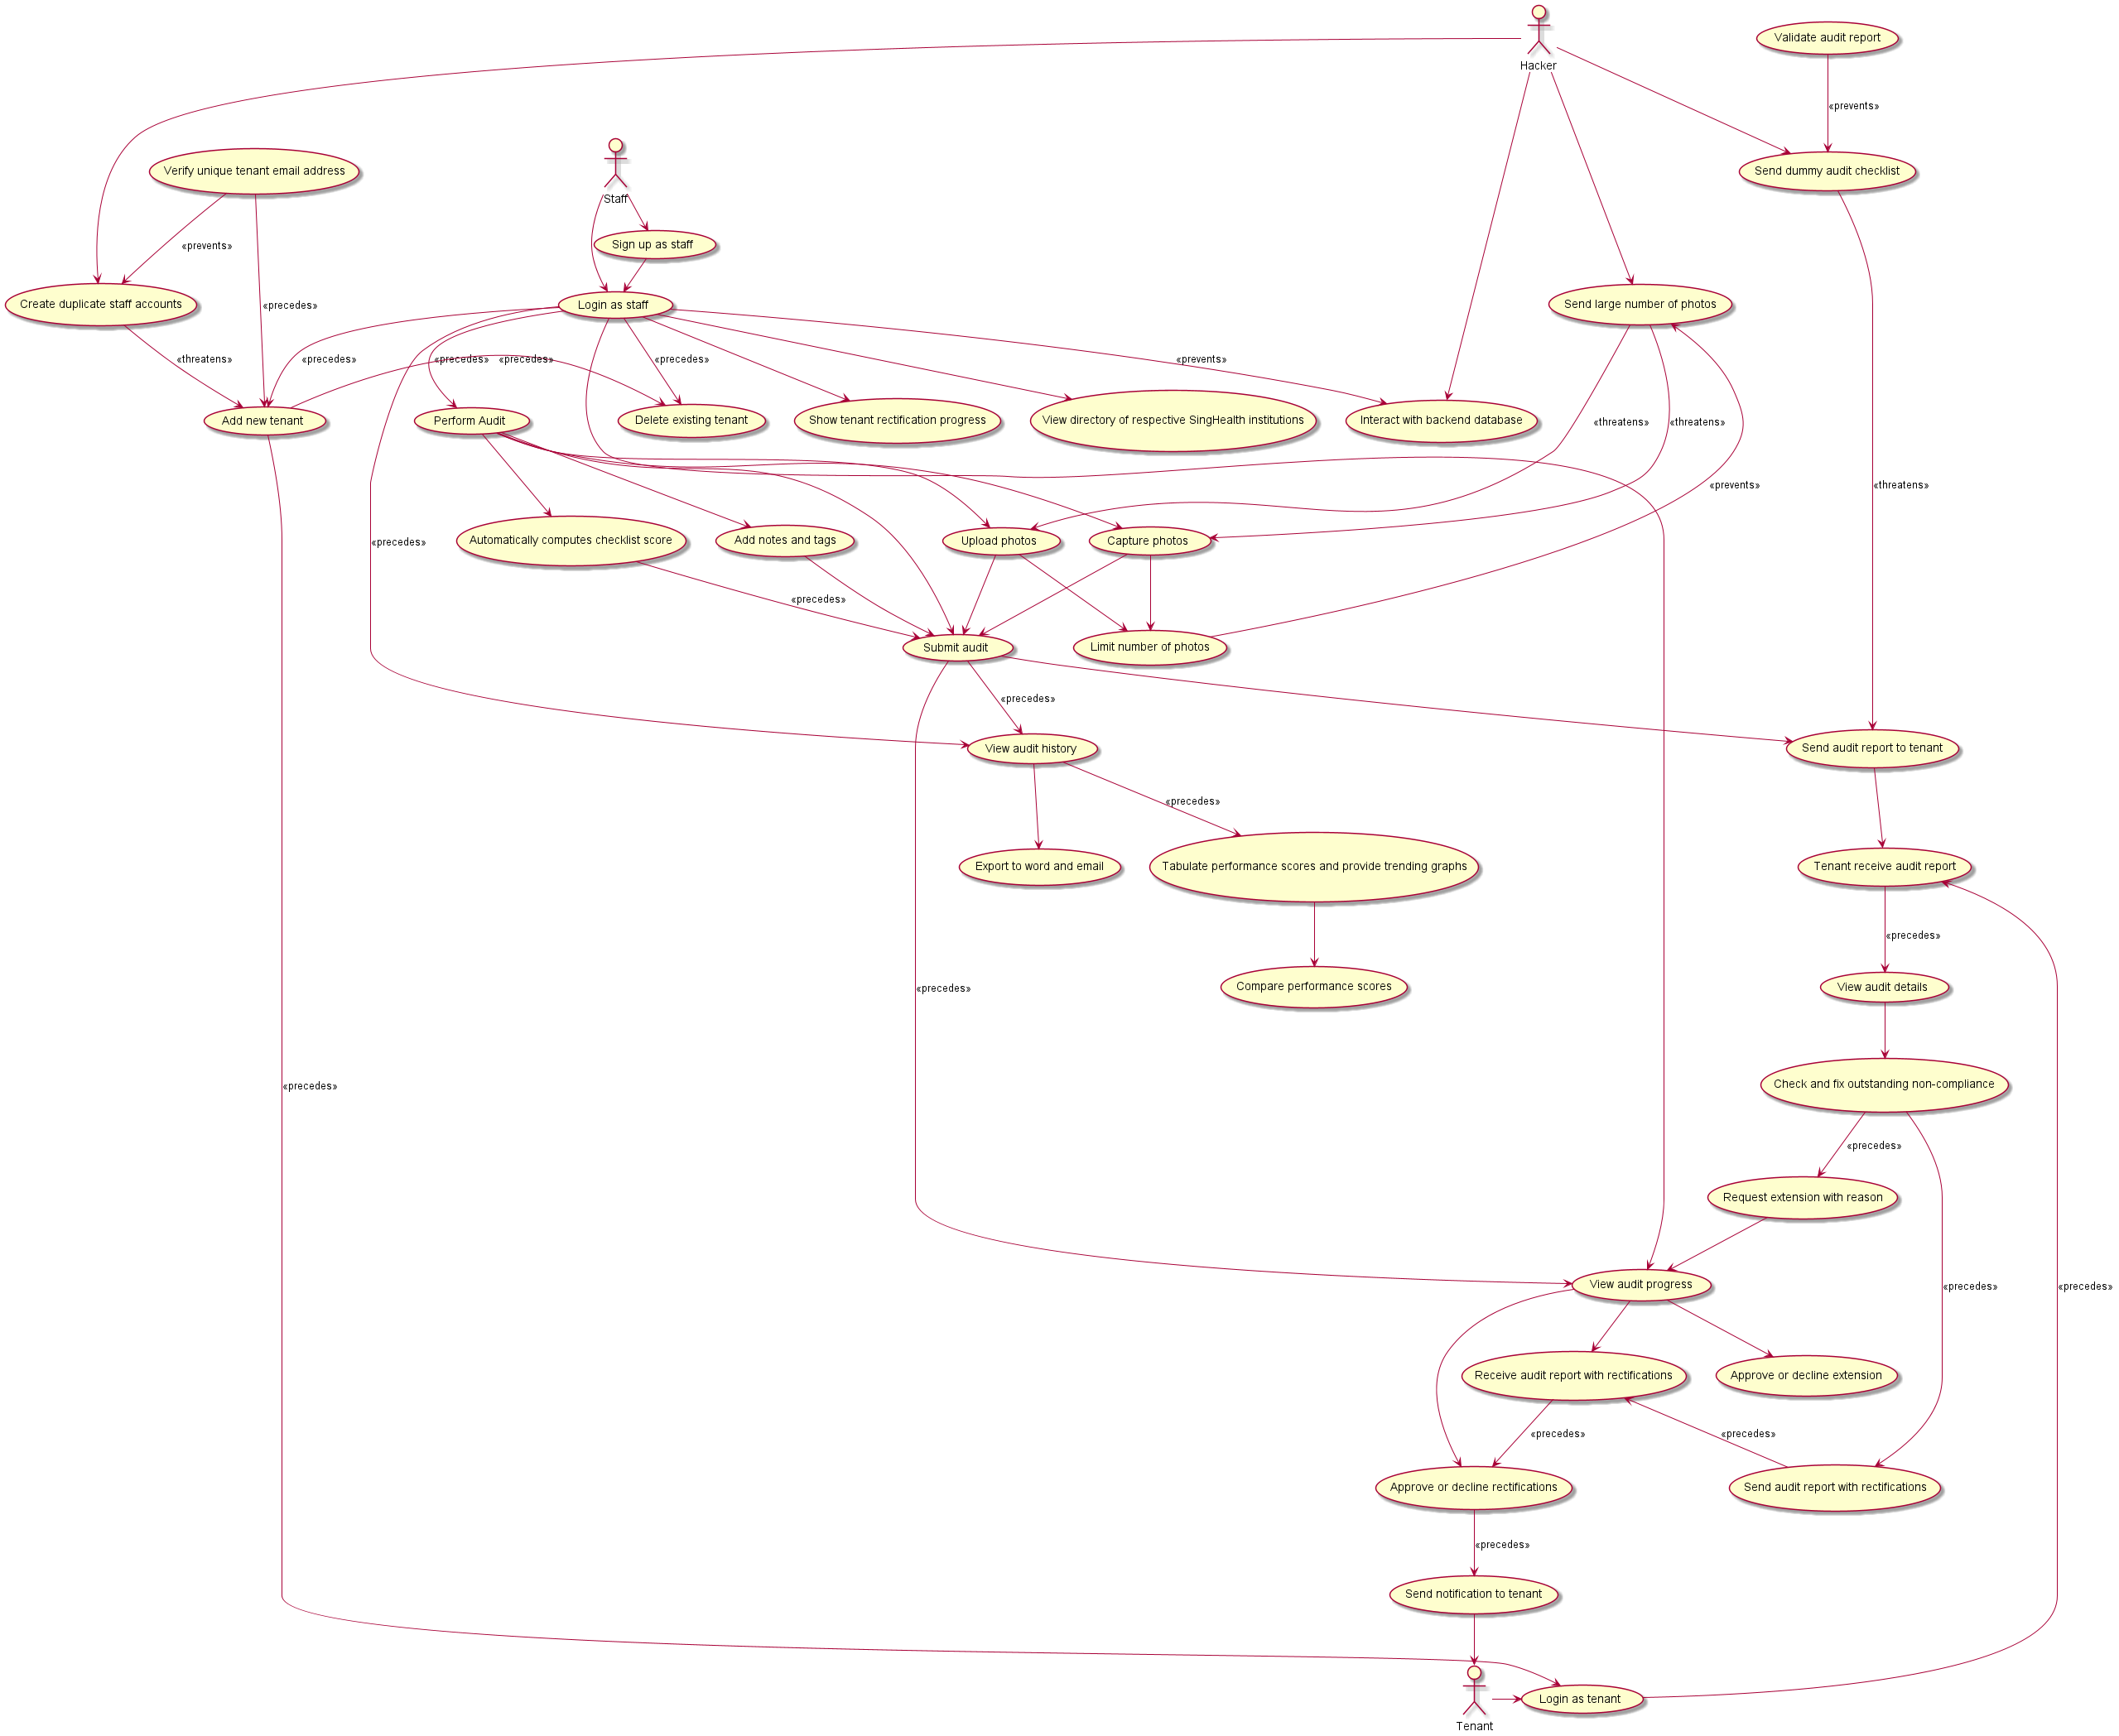 Hacker
Validate audit report
«prevents»
Staff
Verify unique tenant email address
Send dummy audit checklist
Sign up as staff
«prevents»
Create duplicate staff accounts
«precedes»
Login as staff
Send large number of photos
«threatens»
«precedes»
«precedes»
«precedes»
«precedes»
«prevents»
Add new tenant
Perform Audit
Delete existing tenant
Show tenant rectification progress
View directory of respective SingHealth institutions
Interact with backend database
«threatens»
«threatens»
«prevents»
«threatens»
«precedes»
Automatically computes checklist score
Add notes and tags
Upload photos
Capture photos
«precedes»
Submit audit
Limit number of photos
«precedes»
View audit history
Send audit report to tenant
«precedes»
Export to word and email
Tabulate performance scores and provide trending graphs
Tenant receive audit report
«precedes»
«precedes»
Compare performance scores
View audit details
«precedes»
Check and fix outstanding non-compliance
«precedes»
Request extension with reason
View audit progress
«precedes»
«precedes»
Receive audit report with rectifications
Approve or decline extension
«precedes»
«precedes»
Approve or decline rectifications
Send audit report with rectifications
«precedes»
Send notification to tenant
Login as tenant
Tenant